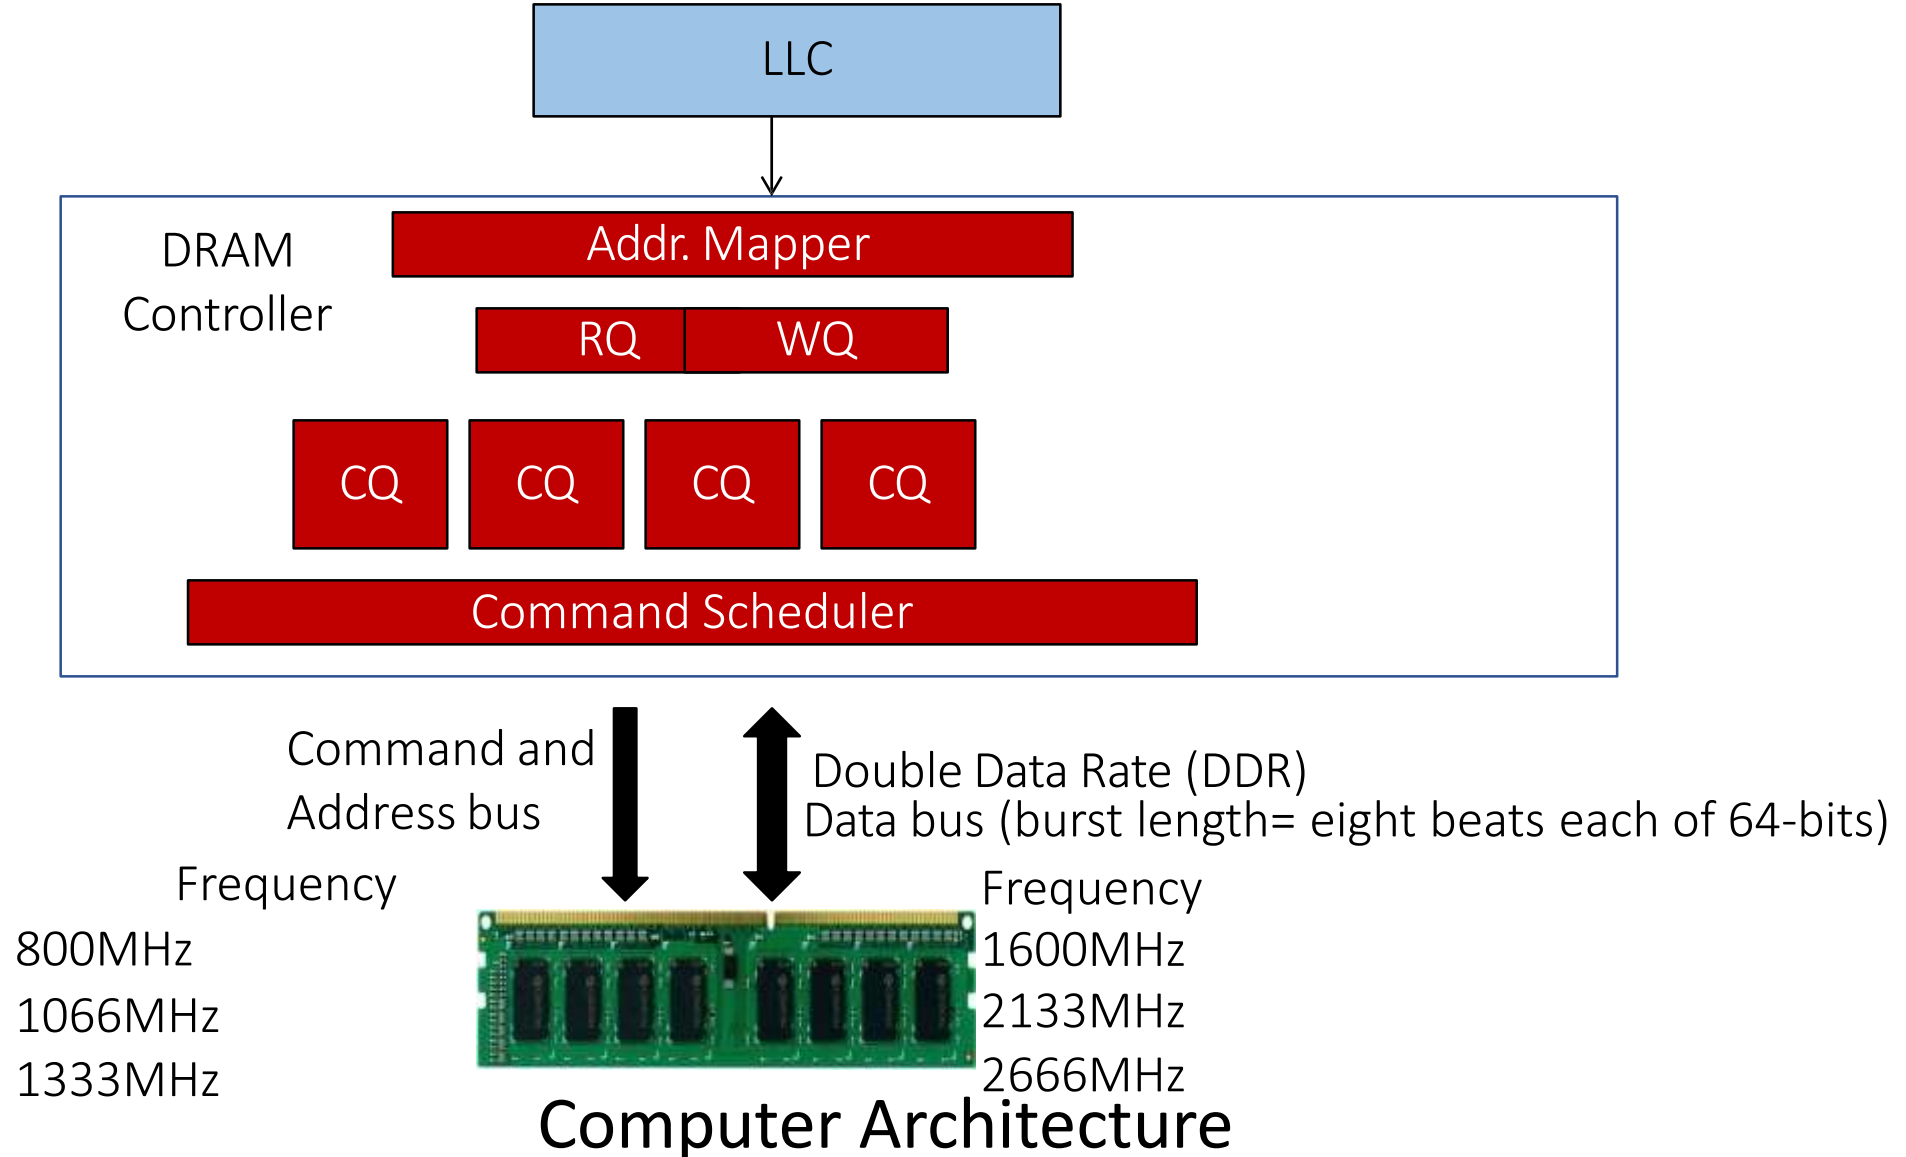 LLC
DRAM
Controller
Addr. Mapper
RQ
WQ
CQ
CQ
CQ
CQ
Command Scheduler
Command and
Address bus
Double Data Rate (DDR)
Data bus (burst length= eight beats each of 64-bits)
Frequency
800MHz
1066MHz
1333MHz
Frequency
1600MHz
2133MHz
2666MHz
Computer Architecture